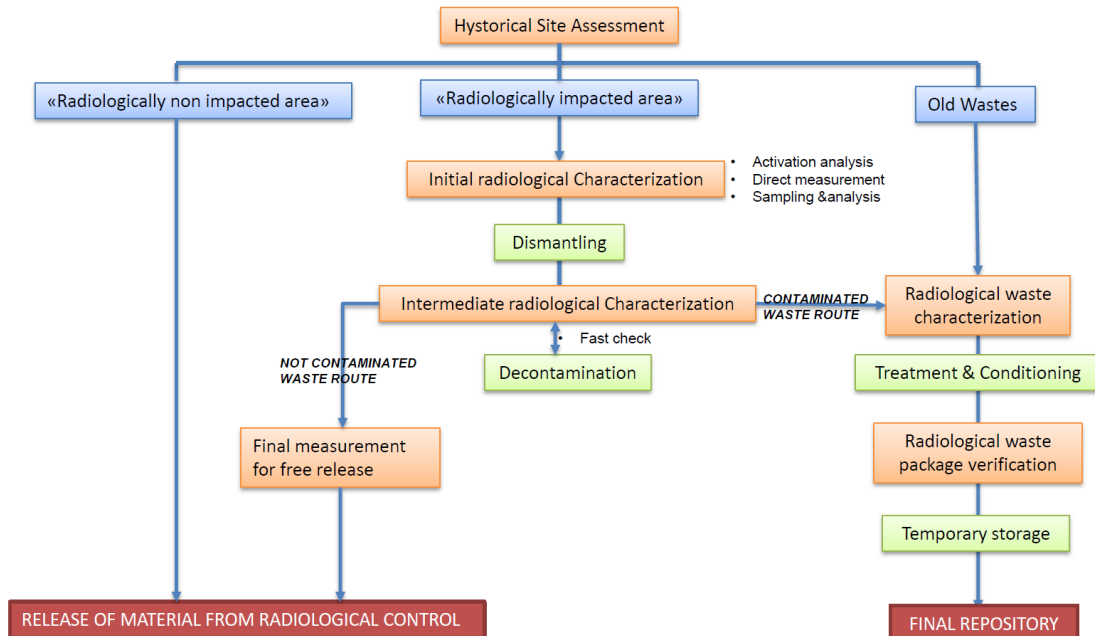 Hystorical Site Assessment
«Radiologically non impacted area»
«Radiologically impacted area»
Old Wastes
Initial radiological Characterization
• Activation analysis
• Direct measurement
• Sampling &analysis
Dismantling
Intermediate radiological Characterization
CONTAMINATED
WASTE ROUTE
Radiological waste
characterization
• Fast check
NOT CONTAMINATED
WASTE ROUTE
Decontamination
Treatment & Conditioning
Final measurement
for free release
Radiological waste
package verification
Temporary storage
RELEASE OF MATERIAL FROM RADIOLOGICAL CONTROL
FINAL REPOSITORY